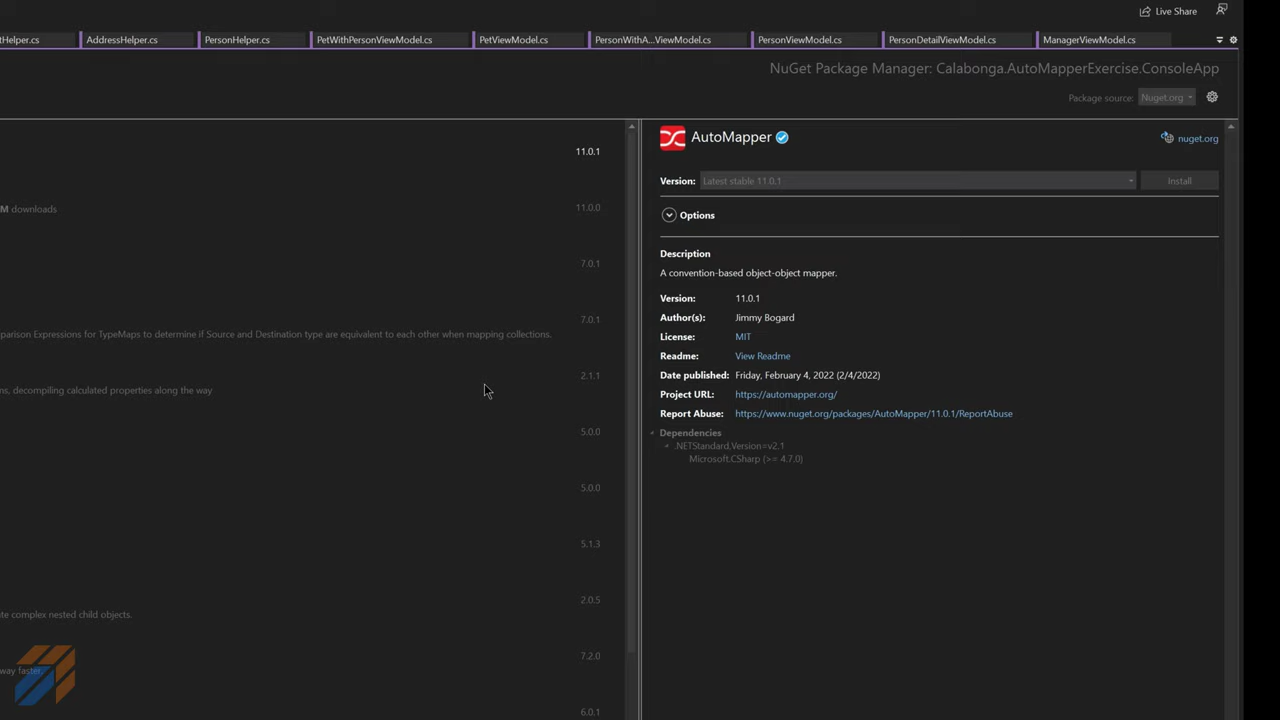 Live Share
tHelper.cs
AddressHelper.cs
PersonHelper.cs
PetWithPersonViewModel.cs
PetViewModel.cs
PersonWithA...ViewModel.cs
PersonViewModel.cs
PersonDetailViewModel.cs
ManagerViewModel.cs
NuGet Package Manager: Calabonga.AutoMapperExercise.ConsoleApp
Package source: Nuget.org
11.0.1
M downloads
11.0.0
7.0.1
7.0.1
parison Expressions for TypeMaps to determine if Source and Destination type are equivalent to each other when mapping collections.
2.1.1
ns, decompiling calculated properties along the way
5.0.0
5.0.0
5.1.3
2.0.5
te complex nested child objects.
7.2.0
way faster.
6.0.1
AutoMapper
nuget.org
Version: Latest stable 11.0.1 Install
Options
Description
A convention-based object-object mapper.
Version: 11.0.1
Author(s): Jimmy Bogard
License: MIT
Readme: View Readme
Date published: Friday, February 4, 2022 (2/4/2022)
Project URL: https://automapper.org/
Report Abuse: https://www.nuget.org/packages/AutoMapper/11.0.1/ReportAbuse
Dependencies
.NETStandard,Version=v2.1
Microsoft.CSharp (>= 4.7.0)